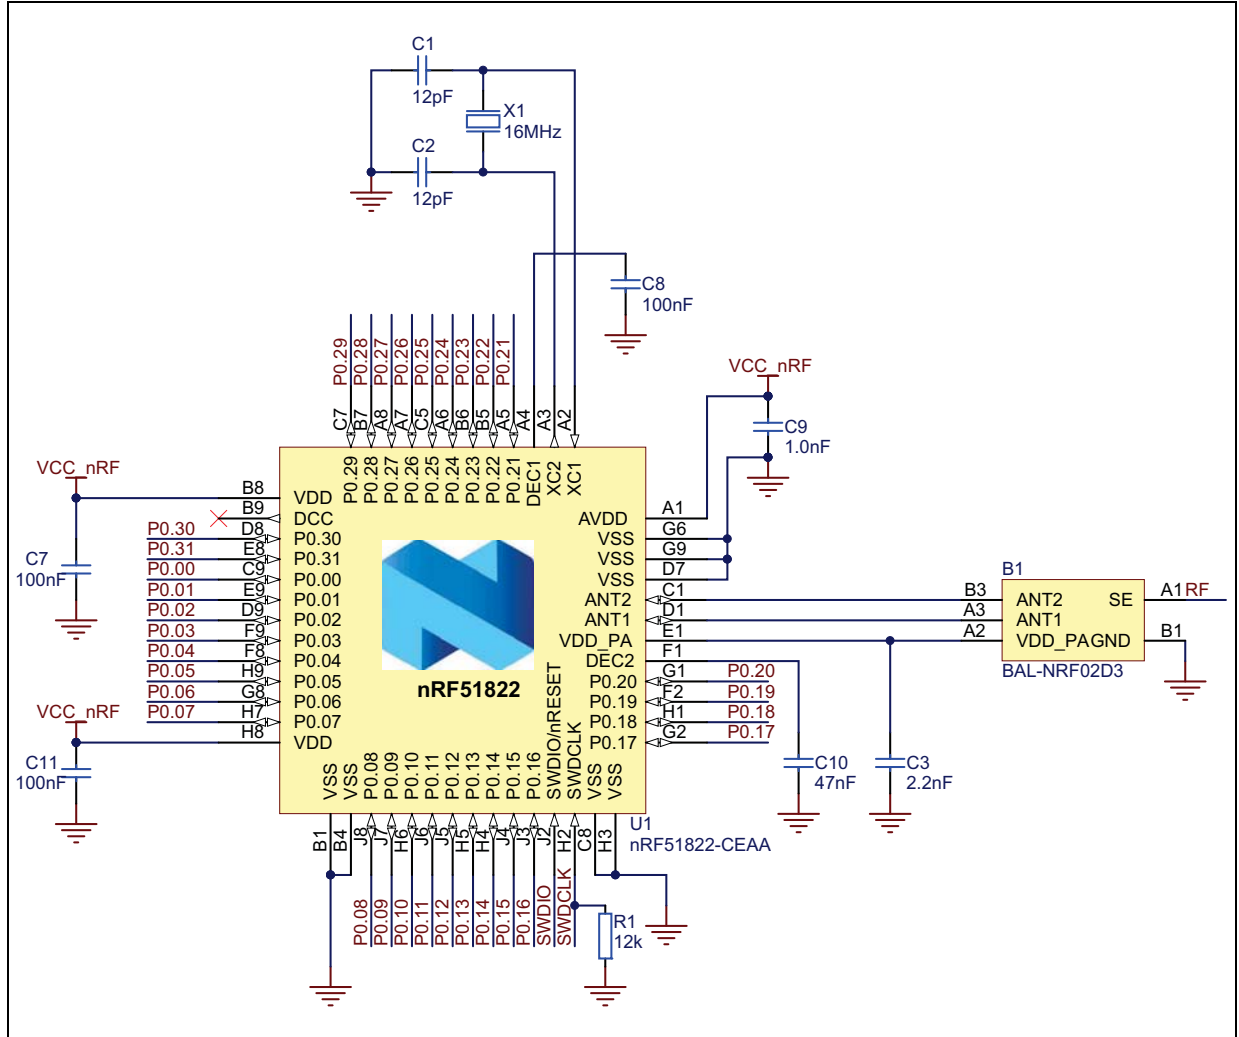 C1
12pF
X1
16MHz
C2
12pF
C8
100nF
P0.29
P0.28
P0.27
P0.26
P0.25
P0.24
P0.23
P0.22
P0.21
C7
B7
A8
A7
C5
A6
B6
B5
A5
A4
A3
A2
VCC_nRF
C9
1.0nF
VCC_nRF
C7
100nF
P0.29
P0.28
P0.27
P0.26
P0.25
P0.24
P0.23
P0.22
P0.21
DEC1
XC2
XC1
B8 VDD
B9 DCC
P0.30 D8 P0.30
P0.31 E8 P0.31
P0.00 C9 P0.00
P0.01 E9 P0.01
P0.02 D9 P0.02
P0.03 F9 P0.03
P0.04 F8 P0.04
P0.05 H9 P0.05
P0.06 G8 P0.06
P0.07 H7 P0.07
H8 VDD
VCC_nRF
C11
100nF
nRF51822
AVDD A1
VSS G6
VSS G9
VSS D7
ANT2 C1
ANT1 D1
VDD_PA E1
DEC2 F1
P0.20 G1 P0.20
P0.19 F2 P0.19
P0.18 H1 P0.18
P0.17 G2 P0.17
B1
B3 ANT2 SE A1 RF
A3 ANT1
A2 VDD_PA GND B1
BAL-NRF02D3
C10
47nF
C3
2.2nF
VSS
VSS
P0.08
P0.09
P0.10
P0.11
P0.12
P0.13
P0.14
P0.15
P0.16
SWDIO/nRESET
SWDCLK
VSS
VSS
U1
nRF51822-CEAA
B1
B4
J8
J7
H6
J6
J5
H5
H4
J4
J3
J2
H2
C8
H3
P0.08
P0.09
P0.10
P0.11
P0.12
P0.13
P0.14
P0.15
P0.16
SWDIO
SWDCLK
R1
12k